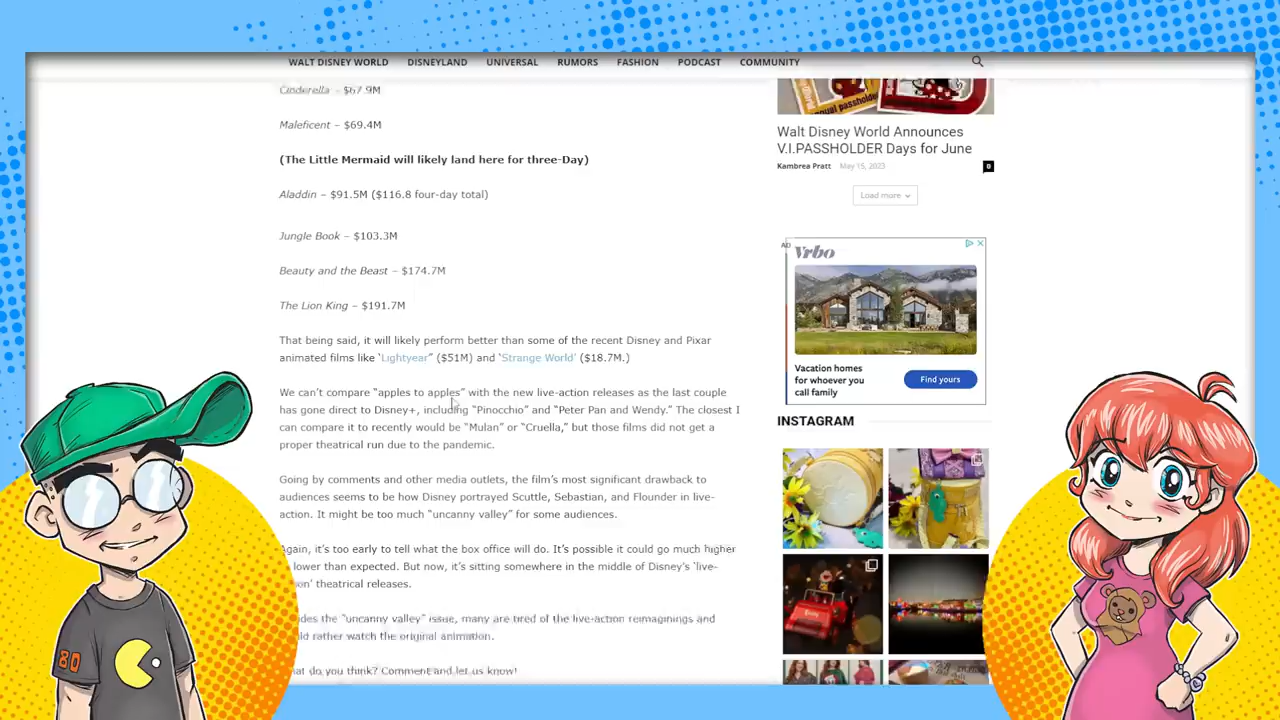 WALT DISNEY WORLD DISNEYLAND UNIVERSAL RUMORS FASHION PODCAST COMMUNITY
Cinderella – $67.9M
Maleficent – $69.4M
(The Little Mermaid will likely land here for three-Day)
Aladdin – $91.5M ($116.8 four-day total)
Jungle Book – $103.3M
Beauty and the Beast – $174.7M
The Lion King – $191.7M
That being said, it will likely perform better than some of the recent Disney and Pixar
animated films like ‘Lightyear” ($51M) and ‘Strange World’ ($18.7M.)
We can’t compare “apples to apples” with the new live-action releases as the last couple
has gone direct to Disney+, including “Pinocchio” and “Peter Pan and Wendy.” The closest I
can compare it to recently would be “Mulan” or “Cruella,” but those films did not get a
proper theatrical run due to the pandemic.
Going by comments and other media outlets, the film’s most significant drawback to
audiences seems to be how Disney portrayed Scuttle, Sebastian, and Flounder in live-
action. It might be too much “uncanny valley” for some audiences.
Again, it’s too early to tell what the box office will do. It’s possible it could go much higher
lower than expected. But now, it’s sitting somewhere in the middle of Disney’s ‘live-
theatrical releases.
the “uncanny valley” issue, many are tired of the live-action reimaginings and
rather watch the original animation.
do you think? Comment and let us know!
Walt Disney World Announces
V.I.PASSHOLDER Days for June
Kambrea Pratt May 15, 2023 0
Load more
AD
Vrbo
Vacation homes
for whoever you
call family
Find yours
INSTAGRAM
80